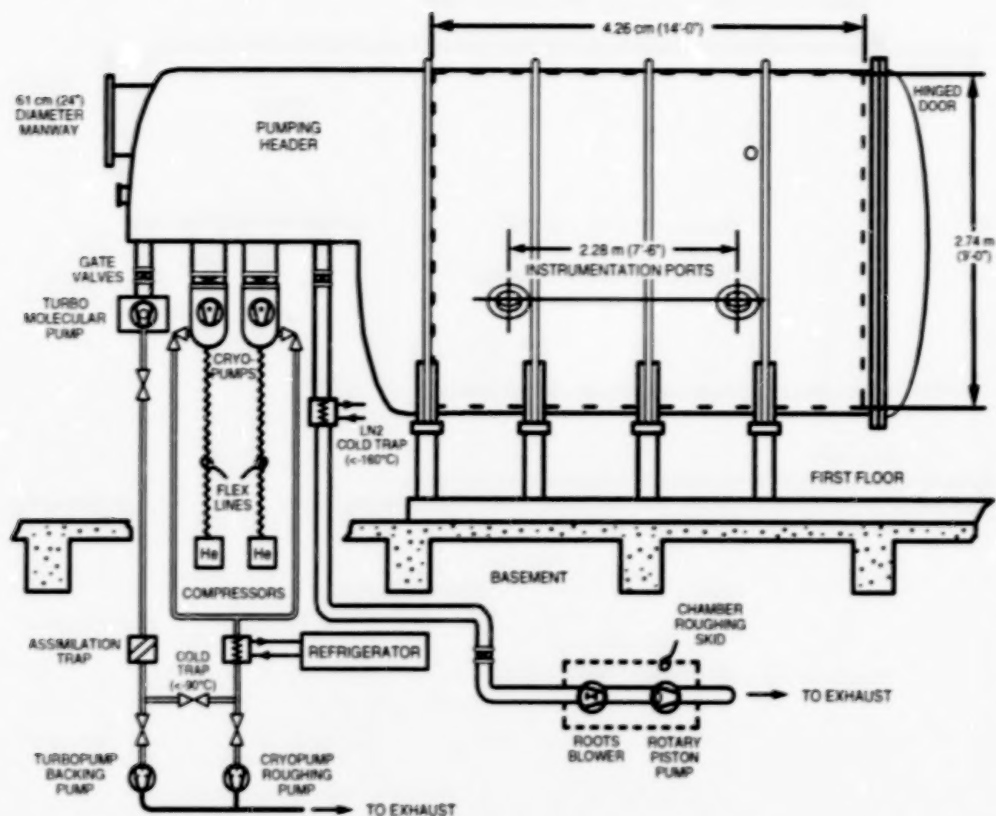 4.26 cm (14'-0")
61 cm (24")
DIAMETER
MANWAY
PUMPING
HEADER
HINGED
DOOR
2.74 m
(9'-0")
2.28 m (7'-6")
INSTRUMENTATION PORTS
GATE
VALVES
TURBO
MOLECULAR
PUMP
CRYO-
PUMPS
LN2
COLD TRAP
(<-160°C)
FLEX
LINES
FIRST FLOOR
He
He
COMPRESSORS
BASEMENT
CHAMBER
ROUGHING
SKID
ASSIMILATION
TRAP
COLD
TRAP
(<-90°C)
REFRIGERATOR
TO EXHAUST
ROOTS
BLOWER
ROTARY
PISTON
PUMP
TURBOPUMP
BACKING
PUMP
CRYOPUMP
ROUGHING
PUMP
TO EXHAUST